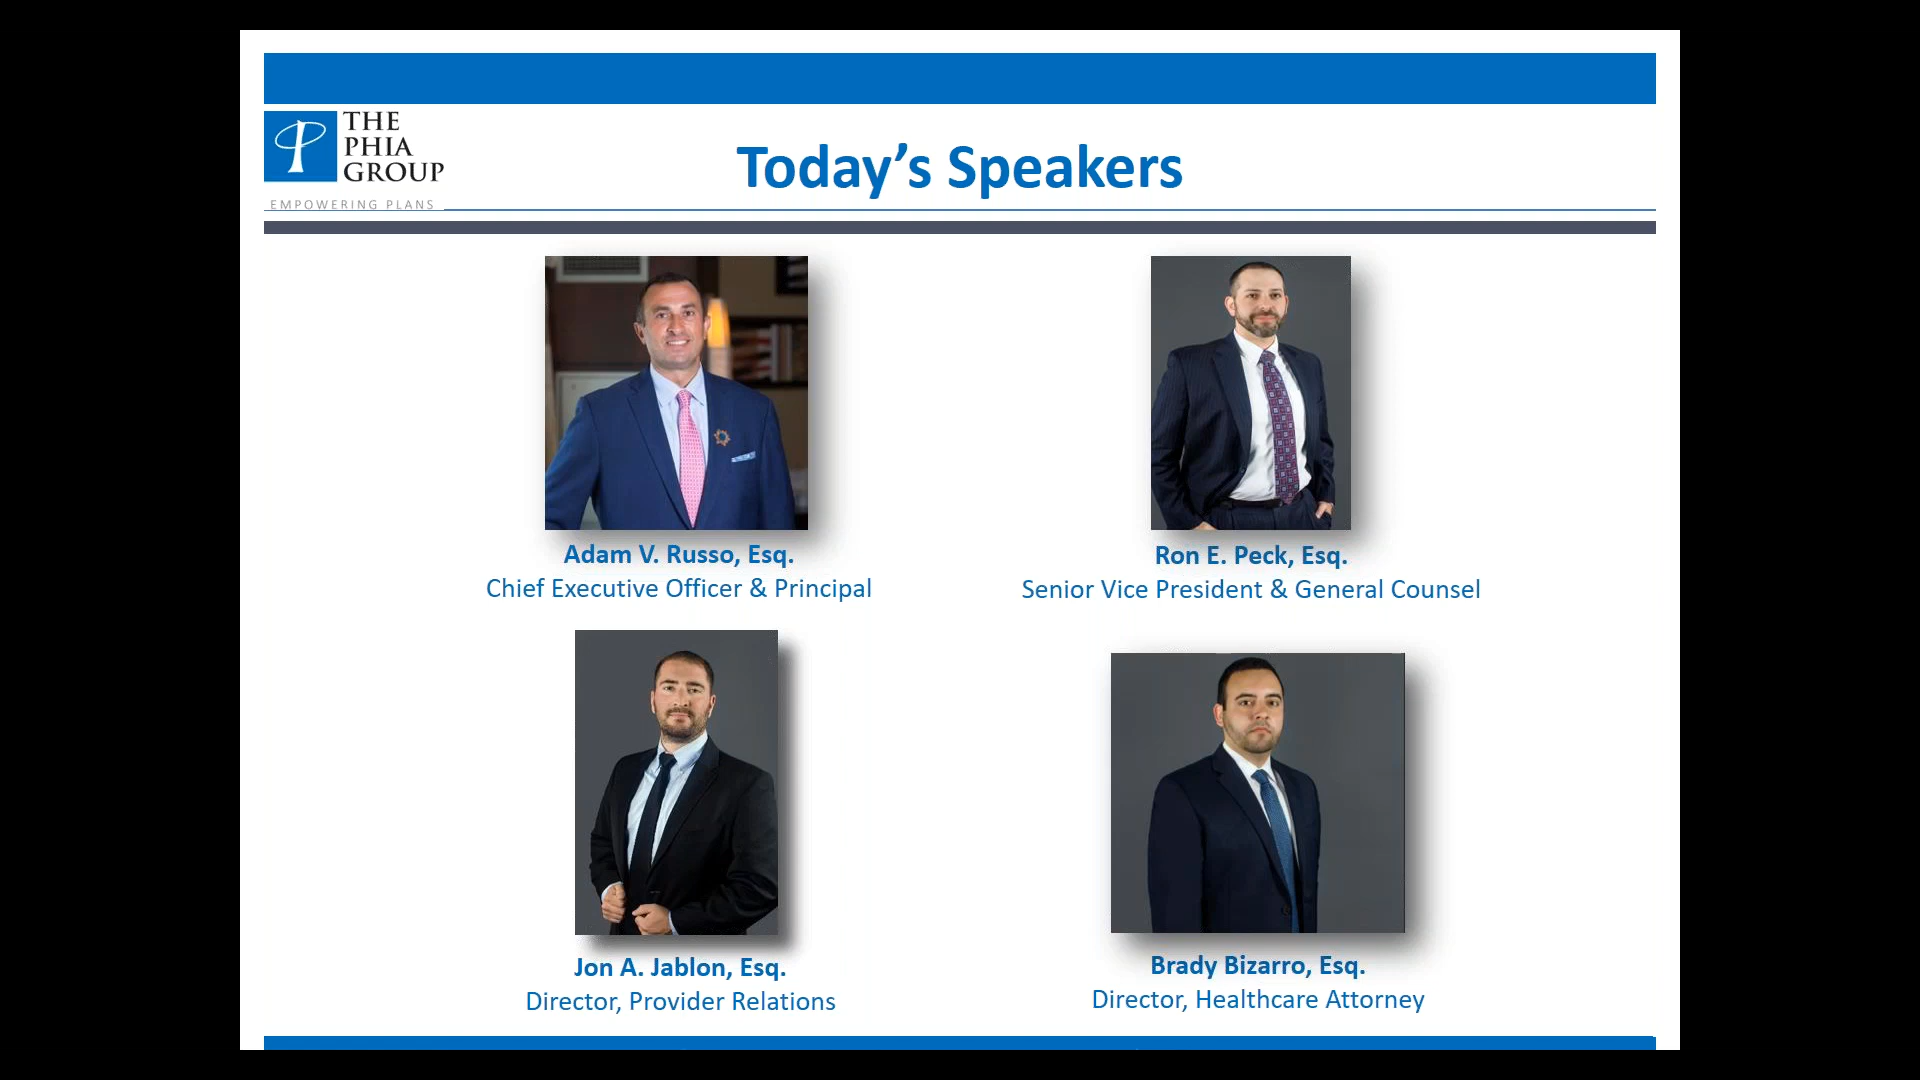 THE
PHIA
GROUP
EMPOWERING PLANS
Today’s Speakers
Adam V. Russo, Esq.
Chief Executive Officer & Principal
Ron E. Peck, Esq.
Senior Vice President & General Counsel
Jon A. Jablon, Esq.
Director, Provider Relations
Brady Bizarro, Esq.
Director, Healthcare Attorney